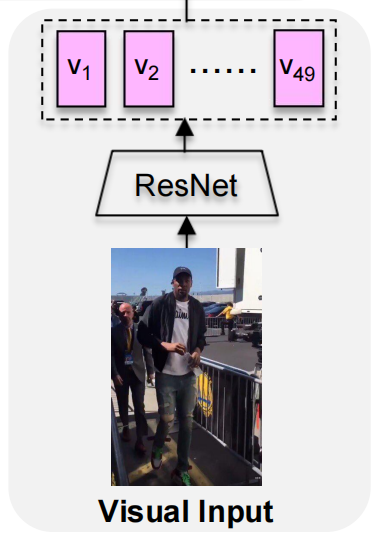 v1 v2 ...... v49
ResNet
Visual Input